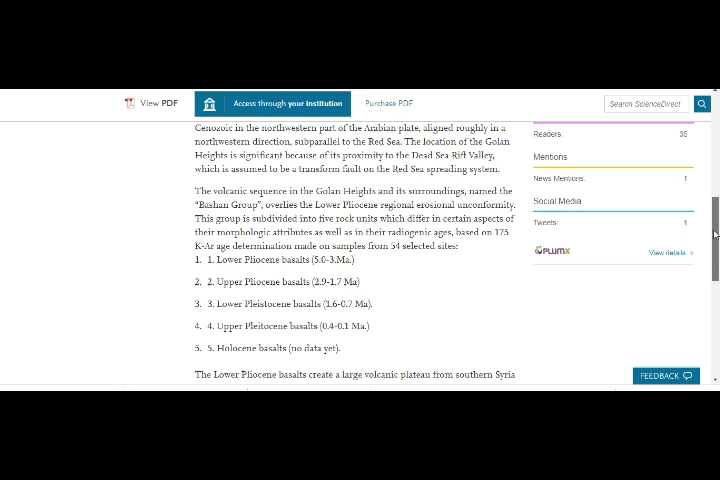 View PDF
Access through your institution
Purchase PDF
Search ScienceDirect
Cenozoic in the northwestern part of the Arabian plate, aligned roughly in a
northwestern direction, subparallel to the Red Sea. The location of the Golan
Heights is significant because of its proximity to the Dead Sea Rift Valley,
which is assumed to be a transform fault on the Red Sea spreading system.
The volcanic sequence in the Golan Heights and its surroundings, named the
“Bashan Group”, overlies the Lower Pliocene regional erosional unconformity.
This group is subdivided into five rock units which differ in certain aspects of
their morphologic attributes as well as in their radiogenic ages, based on 175
K-Ar age determination made on samples from 54 selected sites:
1. 1. Lower Pliocene basalts (5.0-3.Ma.)
2. 2. Upper Pliocene basalts (2.9-1.7 Ma)
3. 3. Lower Pleistocene basalts (1.6-0.7 Ma).
4. 4. Upper Pleitocene basalts (0.4-0.1 Ma.)
5. 5. Holocene basalts (no data yet).
The Lower Pliocene basalts create a large volcanic plateau from southern Syria
Readers: 35
Mentions
News Mentions: 1
Social Media
Tweets: 1
PLUMX
View details >
FEEDBACK